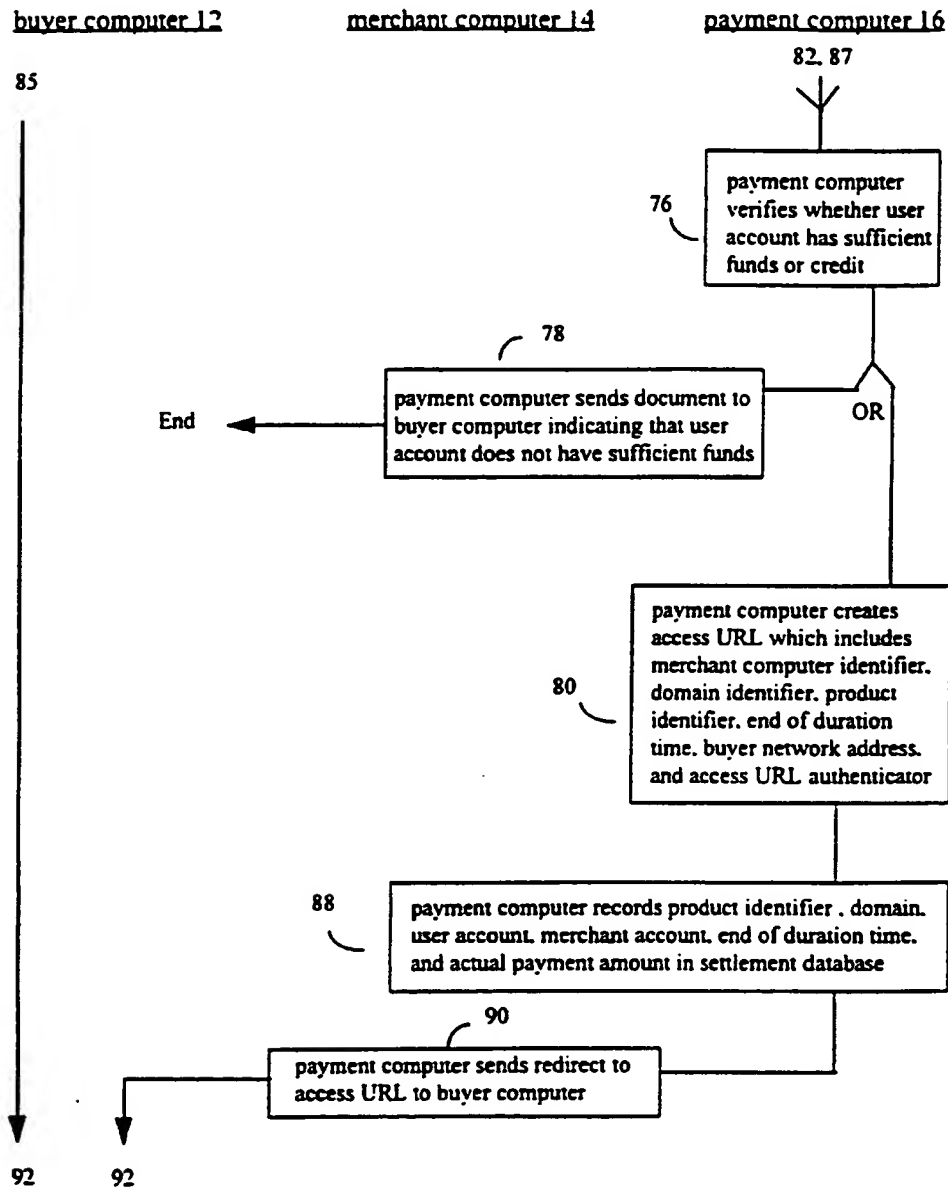 buyer computer 12 merchant computer 14 payment computer 16
82, 87
85
payment computer
verifies whether user
account has sufficient
funds or credit
76
78
payment computer sends document to
buyer computer indicating that user
account does not have sufficient funds
End
OR
payment computer creates
access URL which includes
merchant computer identifier,
domain identifier, product
identifier, end of duration
time, buyer network address,
and access URL authenticator
80
88
payment computer records product identifier , domain,
user account, merchant account, end of duration time,
and actual payment amount in settlement database
90
payment computer sends redirect to
access URL to buyer computer
92 92